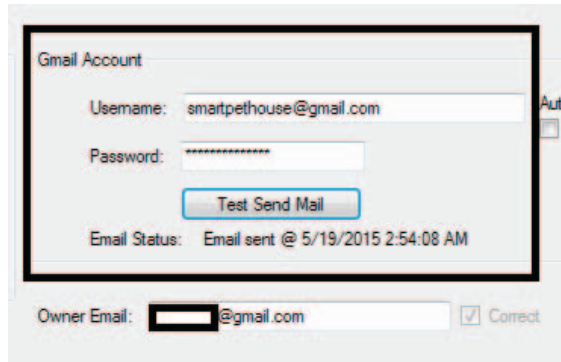 Gmail Account
Username: smartpethouse@gmail.com
Aut
Password: **************
Test Send Mail
Email Status: Email sent @ 5/19/2015 2:54:08 AM
Owner Email: @gmail.com Correct